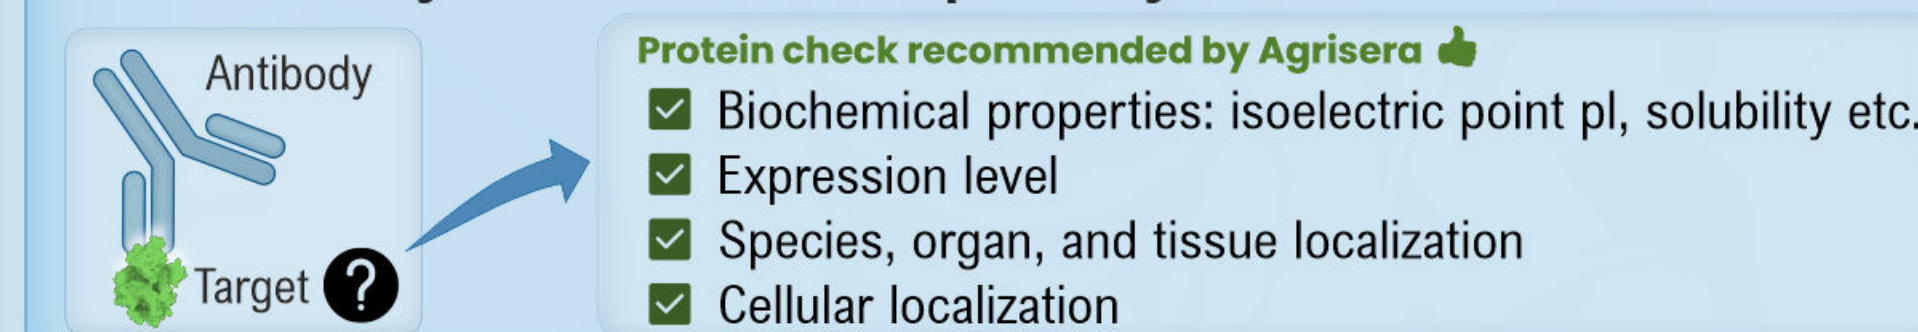 Antibody
Target ?
Protein check recommended by Agrisera
Biochemical properties: isoelectric point pl, solubility etc.
Expression level
Species, organ, and tissue localization
Cellular localization